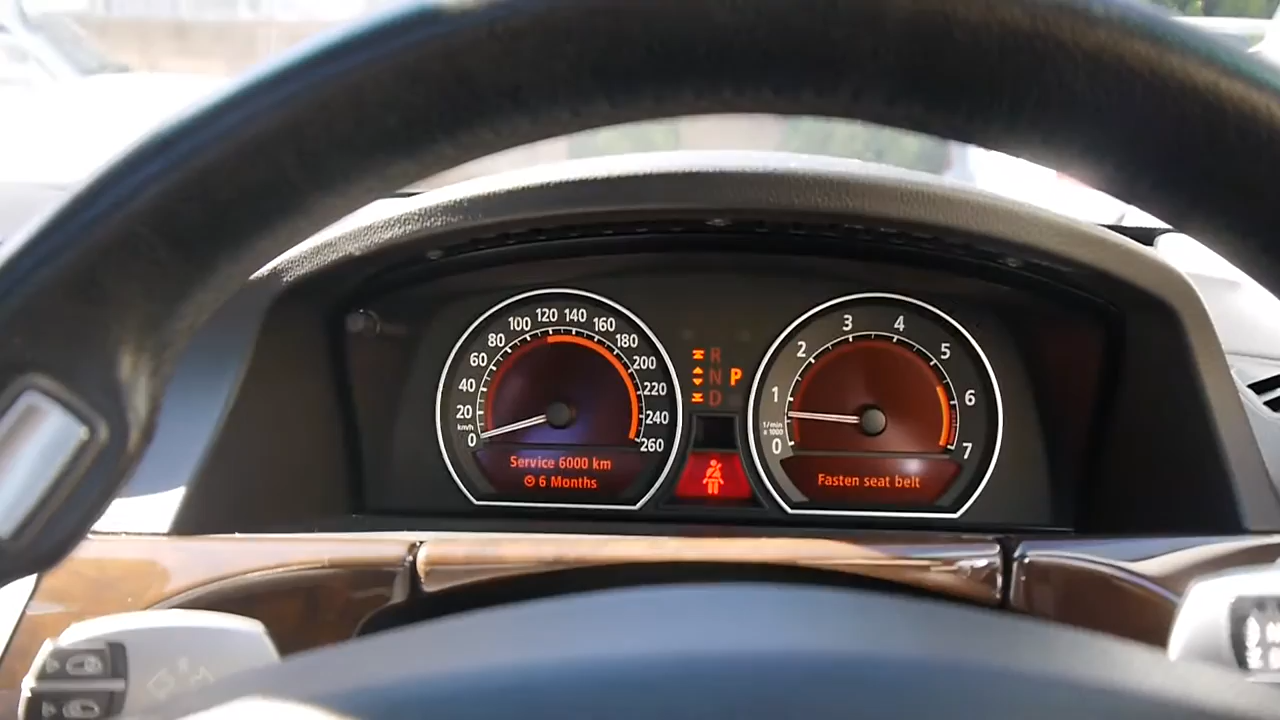 0
20
40
60
80
100
120
140
160
180
200
220
240
260
km/h
Service 6000 km
6 Months
R
N
D
P
0
1
2
3
4
5
6
7
1/min
x 1000
Fasten seat belt